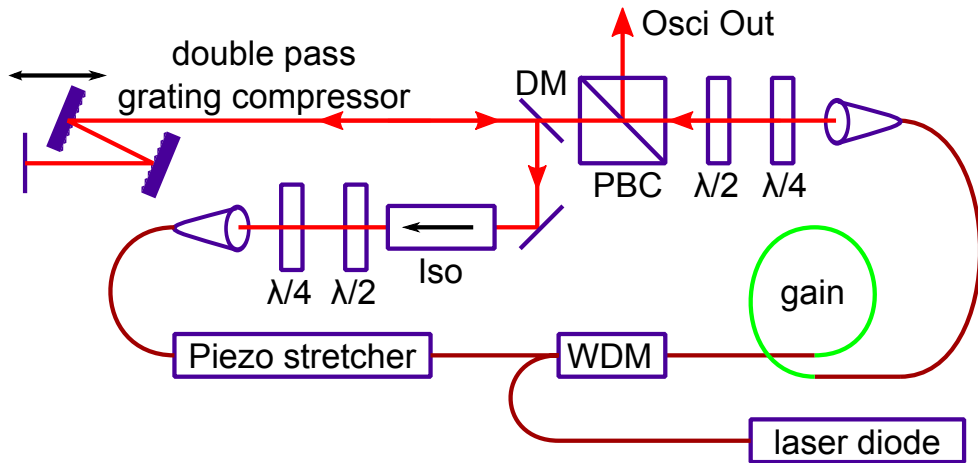 Osci Out
double pass
grating compressor
DM
PBC
λ/2
λ/4
λ/4
λ/2
Iso
gain
Piezo stretcher
WDM
laser diode